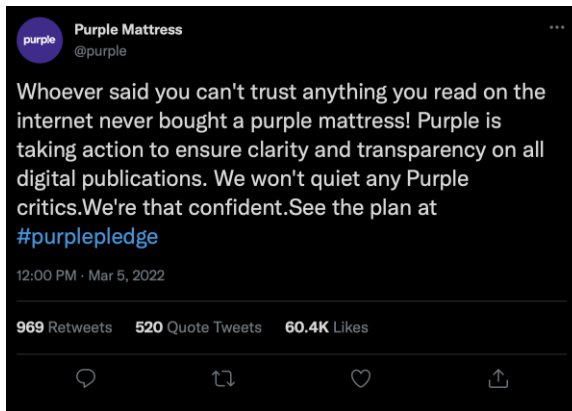 purple
Purple Mattress
@purple
Whoever said you can't trust anything you read on the
internet never bought a purple mattress! Purple is
taking action to ensure clarity and transparency on all
digital publications. We won't quiet any Purple
critics.We're that confident.See the plan at
#purplepledge
12:00 PM · Mar 5, 2022
969 Retweets 520 Quote Tweets 60.4K Likes